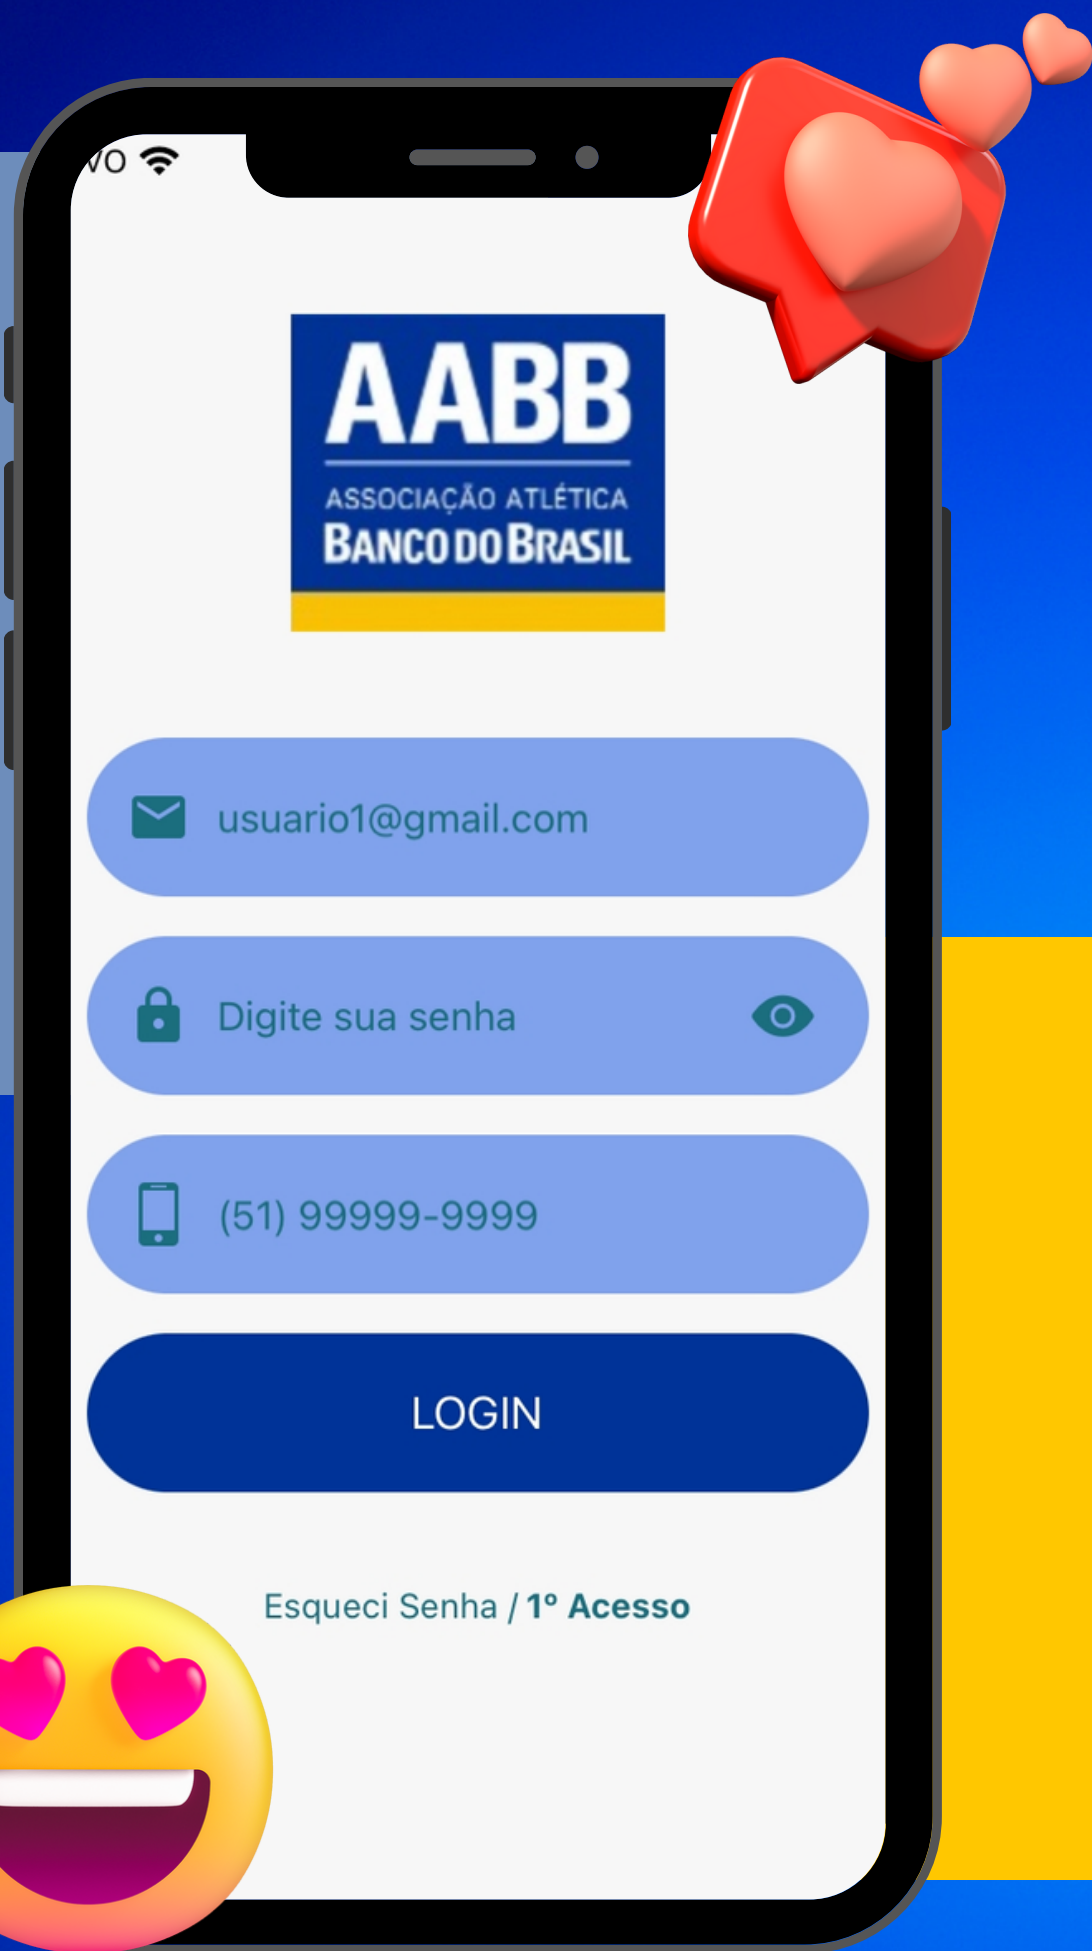 VO
AABB
ASSOCIAÇÃO ATLÉTICA
BANCO DO BRASIL
usuario1@gmail.com
Digite sua senha
(51) 99999-9999
LOGIN
Esqueci Senha / 1° Acesso